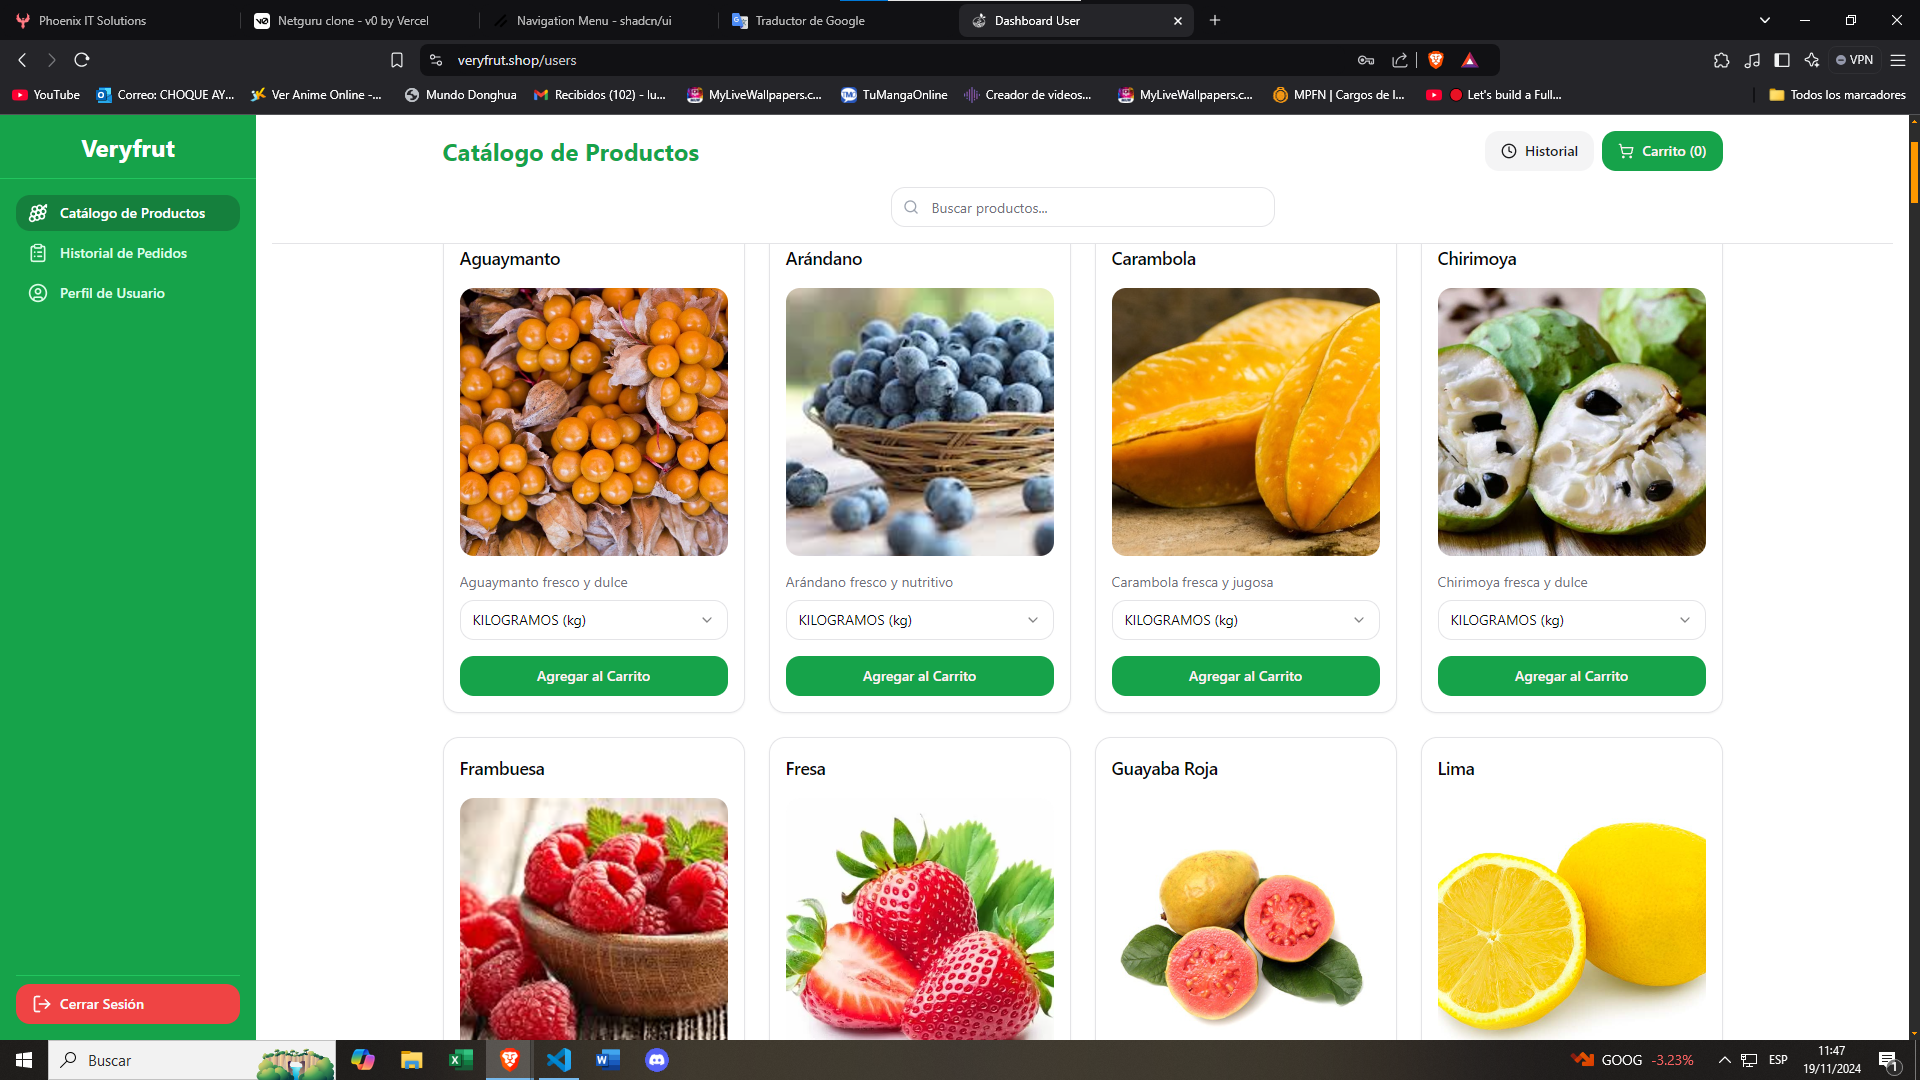 Phoenix IT Solutions
Netguru clone - v0 by Vercel
Navigation Menu - shadcn/ui
Traductor de Google
Dashboard User
veryfrut.shop/users
VPN
YouTube
Correo: CHOQUE AY...
Ver Anime Online -...
Mundo Donghua
Recibidos (102) - lu...
MyLiveWallpapers.c...
TuMangaOnline
Creador de videos...
MyLiveWallpapers.c...
MPFN | Cargos de I...
Let's build a Full...
Todos los marcadores
Veryfrut
Catálogo de Productos
Historial de Pedidos
Perfil de Usuario
Cerrar Sesión
Catálogo de Productos
Historial
Carrito (0)
Buscar productos...
Aguaymanto
Arándano
Carambola
Chirimoya
Aguaymanto fresco y dulce
Arándano fresco y nutritivo
Carambola fresca y jugosa
Chirimoya fresca y dulce
KILOGRAMOS (kg)
KILOGRAMOS (kg)
KILOGRAMOS (kg)
KILOGRAMOS (kg)
Agregar al Carrito
Agregar al Carrito
Agregar al Carrito
Agregar al Carrito
Frambuesa
Fresa
Guayaba Roja
Lima
Buscar
GOOG -3.23%
ESP
11:47
19/11/2024
1